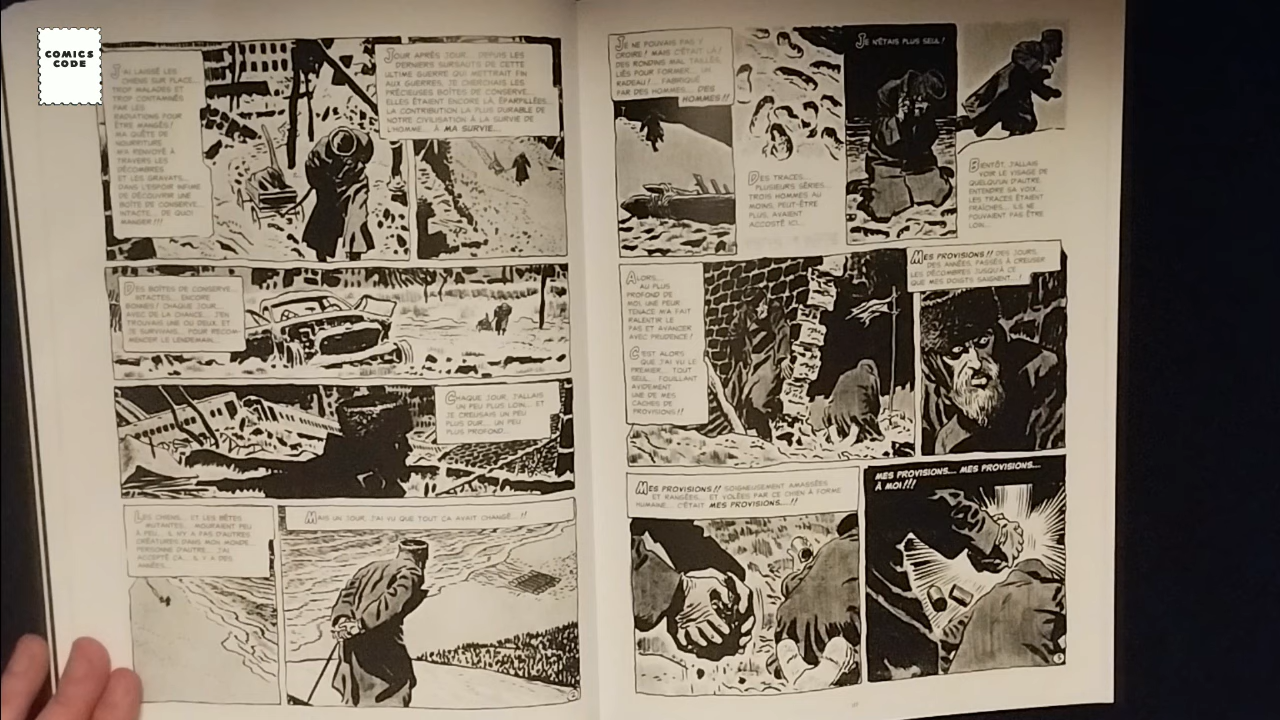 COMICS
CODE
J'AI LAISSÉ LES
CHIENS SUR PLACE...
TROP MALADES ET
TROP CONTAMINÉS
PAR LES
RADIATIONS POUR
ÊTRE MANGÉS!
MA QUÊTE DE
NOURRITURE
M'A RENVOYÉ À
TRAVERS LES
DÉCOMBRES
ET LES GRAVATS...
DANS L'ESPOIR INFIME
DE DÉCOUVRIR UNE
BOÎTE DE CONSERVE...
INTACTE... DE QUOI
MANGER!!!
JOUR APRÈS JOUR... DEPUIS LES
DERNIERS SURSAUTS DE CETTE
ULTIME GUERRE QUI METTRAIT FIN
AUX GUERRES, JE CHERCHAIS LES
PRÉCIEUSES BOÎTES DE CONSERVE...
ELLES ÉTAIENT ENCORE LÀ, ÉPARPILLÉES...
LA CONTRIBUTION LA PLUS DURABLE DE
NOTRE CIVILISATION À LA SURVIE DE
L'HOMME... À MA SURVIE...
DES BOÎTES DE CONSERVE...
INTACTES... ENCORE
BONNES! CHAQUE JOUR...
AVEC DE LA CHANCE... J'EN
TROUVAIS UNE OU DEUX, ET
JE SURVIVAIS... POUR RECOM-
MENCER LE LENDEMAIN...
CHAQUE JOUR, J'ALLAIS
UN PEU PLUS LOIN... ET
JE CREUSAIS UN PEU
PLUS DUR... UN PEU
PLUS PROFOND...
LES CHIENS... ET LES BÊTES
MUTANTES... MOURAIENT PEU
À PEU... IL N'Y A PAS D'AUTRES
CRÉATURES DANS MON MONDE...
PERSONNE D'AUTRE... J'AI
ACCEPTÉ ÇA... IL Y A DES
ANNÉES...
MAIS UN JOUR, J'AI VU QUE TOUT ÇA AVAIT CHANGÉ...!!
2
JE NE POUVAIS PAS Y
CROIRE! MAIS C'ÉTAIT LÀ!
DES RONDINS MAL TAILLÉS,
LIÉS POUR FORMER... UN
RADEAU!... FABRIQUÉ
PAR DES HOMMES... DES
HOMMES!!
DES TRACES...
PLUSIEURS SÉRIES...
TROIS HOMMES AU
MOINS, PEUT-ÊTRE
PLUS, AVAIENT
ACCOSTÉ ICI...
JE N'ÉTAIS PLUS SEUL!
BIENTÔT, J'ALLAIS
VOIR LE VISAGE DE
QUELQU'UN D'AUTRE,
ENTENDRE SA VOIX...
LES TRACES ÉTAIENT
FRAÎCHES... ILS NE
POUVAIENT PAS ÊTRE
LOIN...
ALORS...
AU PLUS
PROFOND DE
MOI, UNE PEUR
TENACE M'A FAIT
RALENTIR LE
PAS ET AVANCER
AVEC PRUDENCE!
C'EST ALORS
QUE J'AI VU LE
PREMIER... TOUT
SEUL... FOUILLANT
AVIDEMENT
UNE DE MES
CACHES DE
PROVISIONS!!
MES PROVISIONS!! DES JOURS,
DES ANNÉES, PASSÉS À CREUSER
LES DÉCOMBRES JUSQU'À CE
QUE MES DOIGTS SAIGNENT...!
MES PROVISIONS!! SOIGNEUSEMENT AMASSÉES
ET RANGÉES... ET VOLÉES PAR CE CHIEN À FORME
HUMAINE... C'ÉTAIT MES PROVISIONS...!!
MES PROVISIONS... MES PROVISIONS...
À MOI!!!
3